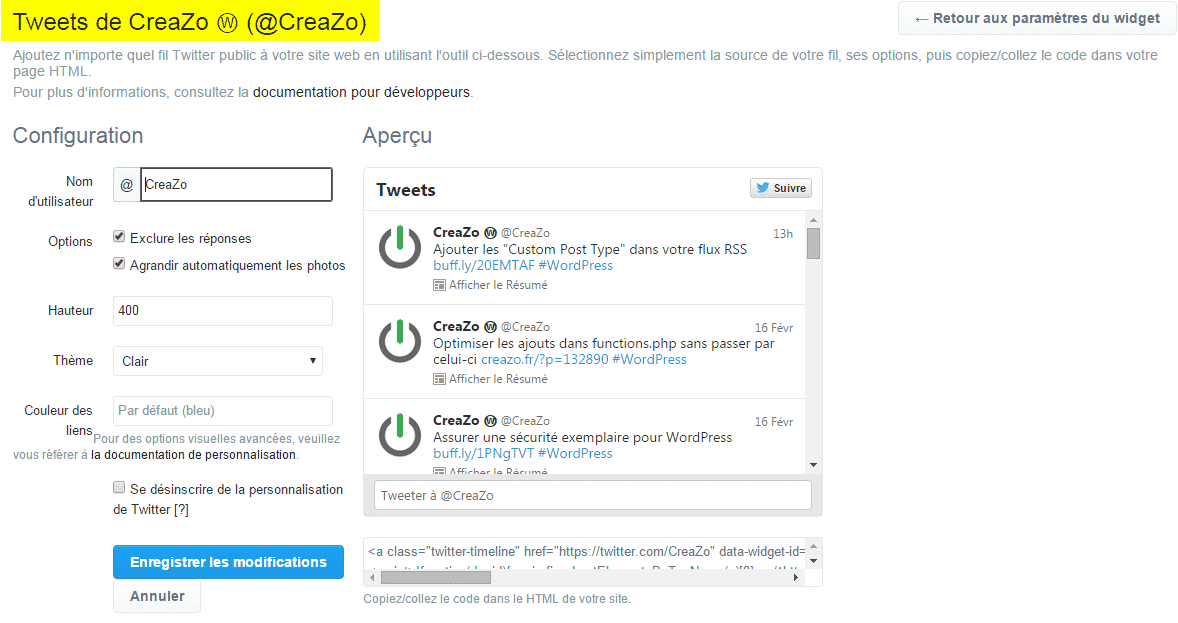 Tweets de CreaZo Ⓦ (@CreaZo)
← Retour aux paramètres du widget
Ajoutez n'importe quel fil Twitter public à votre site web en utilisant l'outil ci-dessous. Sélectionnez simplement la source de votre fil, ses options, puis copiez/collez le code dans votre
page HTML.
Pour plus d'informations, consultez la documentation pour développeurs.
Configuration
Nom
d'utilisateur
@ CreaZo
Options
Exclure les réponses
Agrandir automatiquement les photos
Hauteur
400
Thème
Clair
Couleur des
liens
Par défaut (bleu)
Pour des options visuelles avancées, veuillez
vous référer à la documentation de personnalisation.
Se désinscrire de la personnalisation
de Twitter [?]
Enregistrer les modifications
Annuler
Aperçu
Tweets
Suivre
CreaZo Ⓦ @CreaZo
13h
Ajouter les "Custom Post Type" dans votre flux RSS
buff.ly/20EMTAF #WordPress
Afficher le Résumé
CreaZo Ⓦ @CreaZo
16 Févr
Optimiser les ajouts dans functions.php sans passer par
celui-ci creazo.fr/?p=132890 #WordPress
Afficher le Résumé
CreaZo Ⓦ @CreaZo
16 Févr
Assurer une sécurité exemplaire pour WordPress
buff.ly/1PNgTVT #WordPress
Afficher le Résumé
Tweeter à @CreaZo
<a class="twitter-timeline" href="https://twitter.com/CreaZo" data-widget-id=
Copiez/collez le code dans le HTML de votre site.